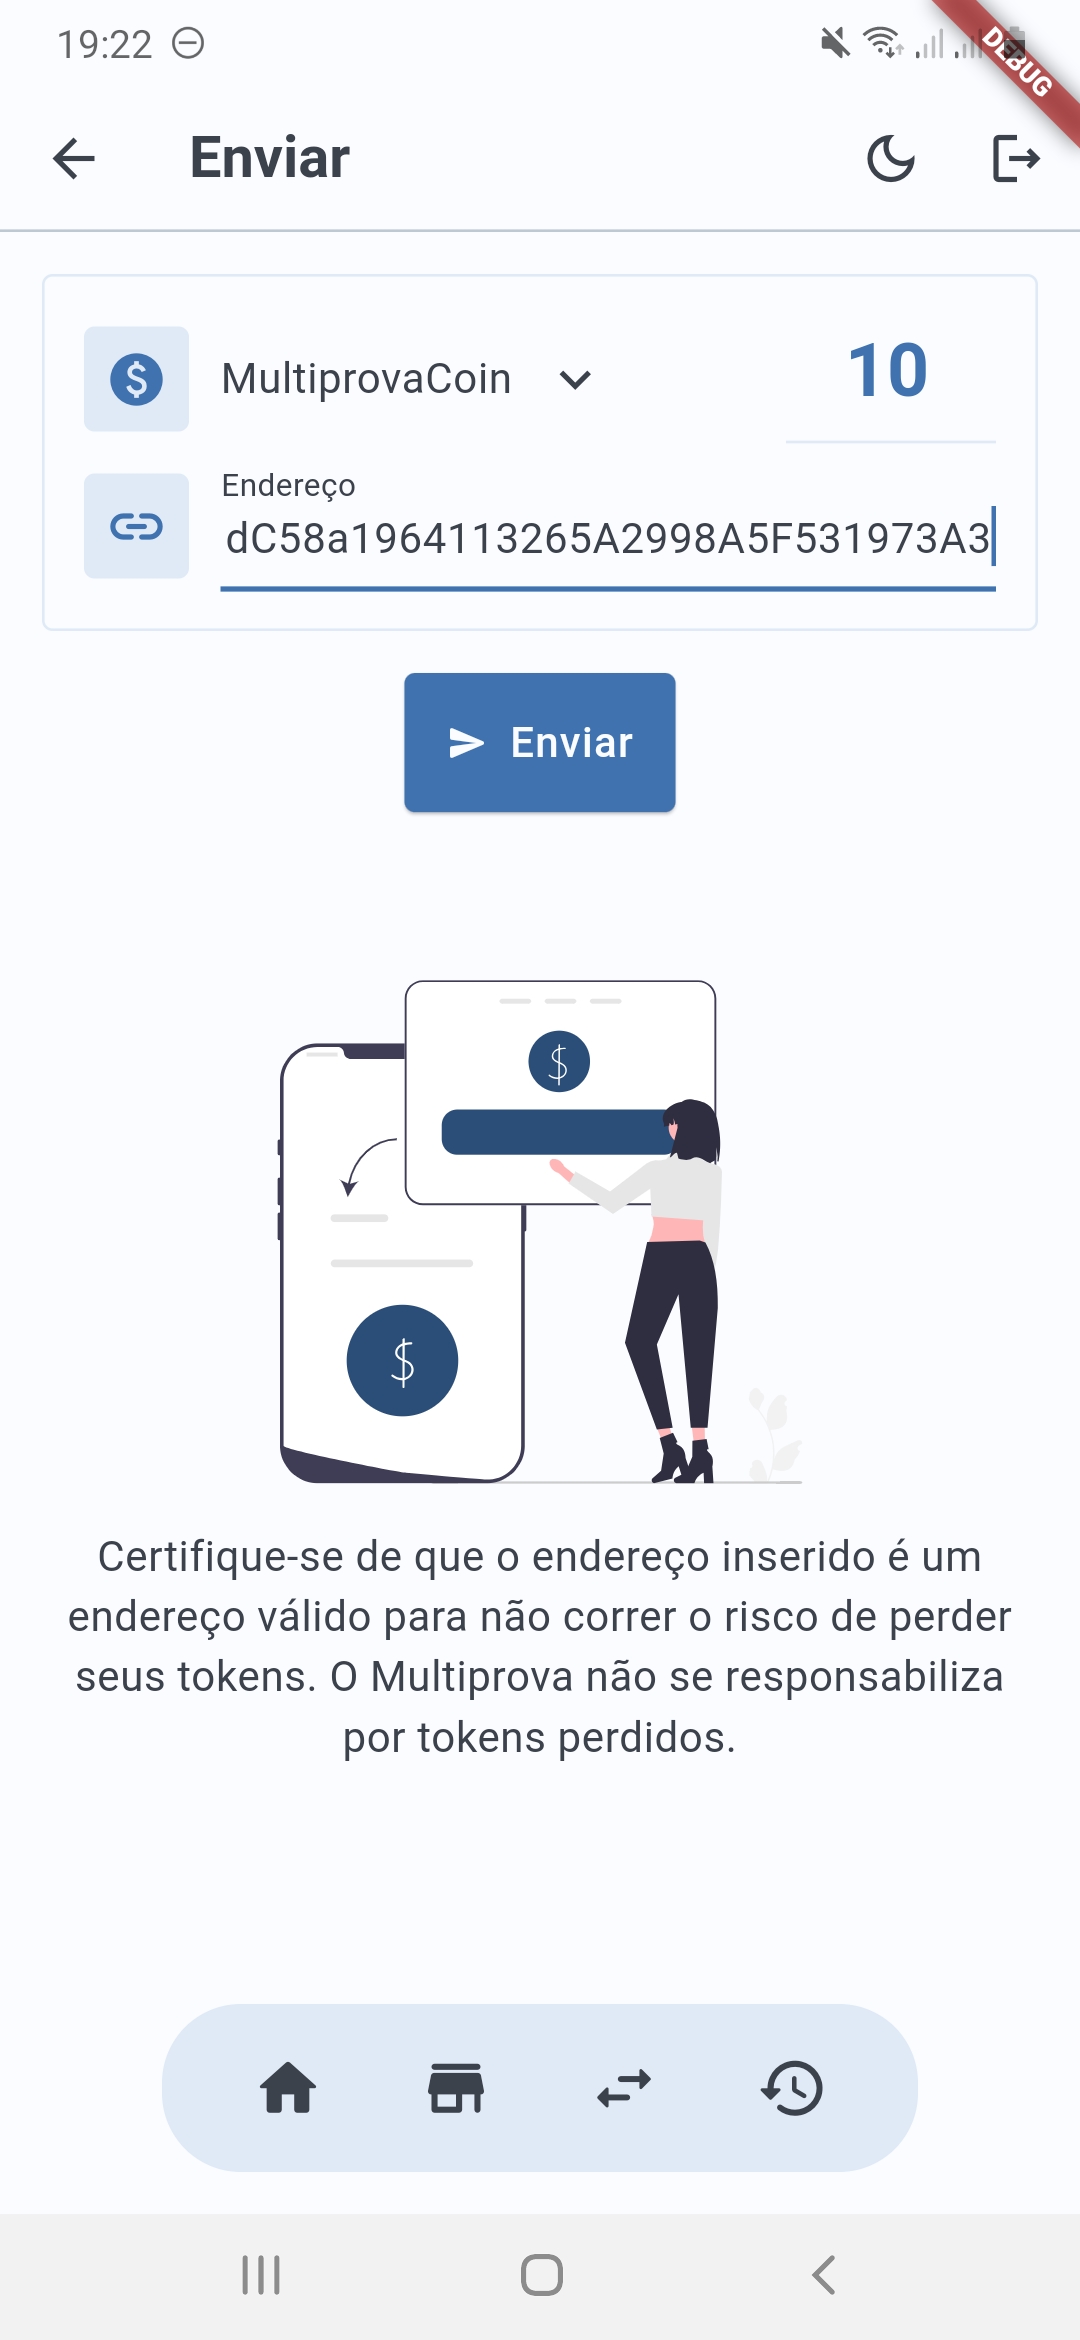 19:22
DEBUG
Enviar
MultiprovaCoin
10
Endereço
dC58a1964113265A2998A5F531973A3
Enviar
$
$
Certifique-se de que o endereço inserido é um
endereço válido para não correr o risco de perder
seus tokens. O Multiprova não se responsabiliza
por tokens perdidos.